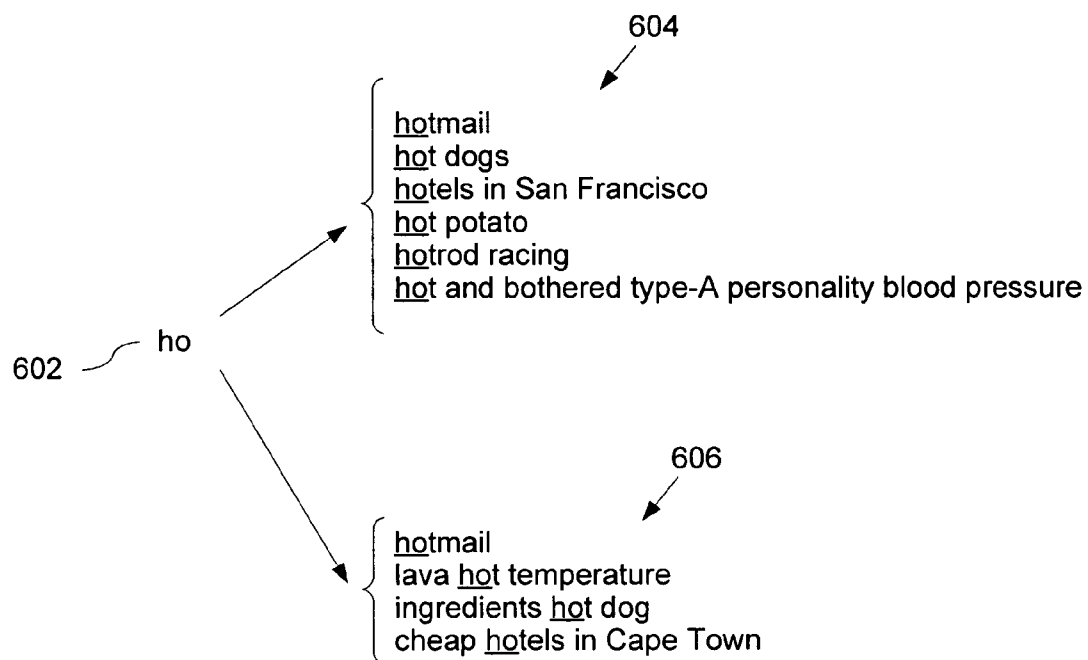 604
hotmail
hot dogs
hotels in San Francisco
hot potato
hotrod racing
hot and bothered type-A personality blood pressure
ho
602
606
hotmail
lava hot temperature
ingredients hot dog
cheap hotels in Cape Town